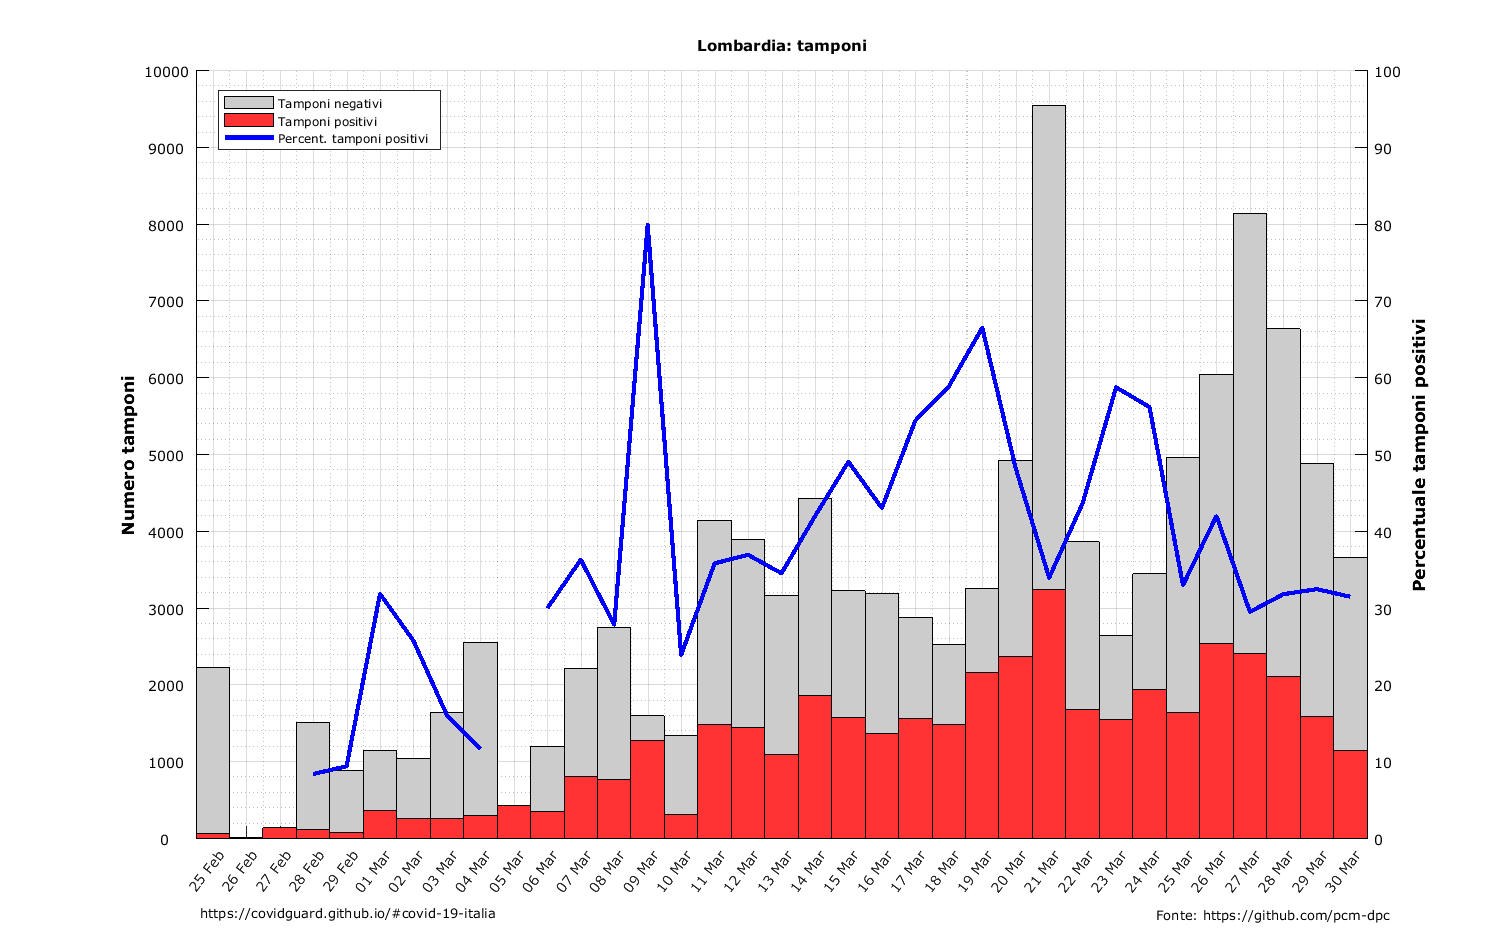 Lombardia: tamponi
Tamponi negativi
Tamponi positivi
Percent. tamponi positivi
Numero tamponi
10000
9000
8000
7000
6000
5000
4000
3000
2000
1000
0
Percentuale tamponi positivi
100
90
80
70
60
50
40
30
20
10
0
25 Feb
26 Feb
27 Feb
28 Feb
29 Feb
01 Mar
02 Mar
03 Mar
04 Mar
05 Mar
06 Mar
07 Mar
08 Mar
09 Mar
10 Mar
11 Mar
12 Mar
13 Mar
14 Mar
15 Mar
16 Mar
17 Mar
18 Mar
19 Mar
20 Mar
21 Mar
22 Mar
23 Mar
24 Mar
25 Mar
26 Mar
27 Mar
28 Mar
29 Mar
30 Mar
https://covidguard.github.io/#covid-19-italia
Fonte: https://github.com/pcm-dpc